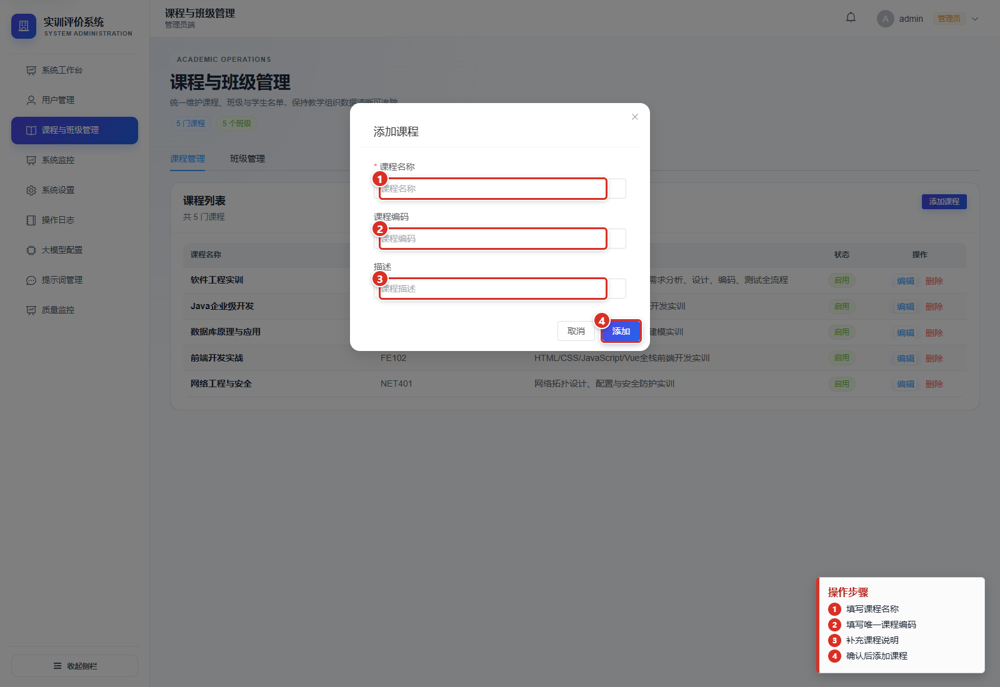 实训评价系统
SYSTEM ADMINISTRATION
系统工作台
用户管理
课程与班级管理
系统监控
系统设置
操作日志
大模型配置
提示词管理
质量监控
收起侧栏
课程与班级管理
管理员端
A admin 管理员
ACADEMIC OPERATIONS
课程与班级管理
统一维护课程、班级与学生名单，保持教学组织数据清晰可追踪
5 门课程 5 个班级
课程管理 班级管理
课程列表
共 5 门课程
添加课程
课程名称 状态 操作
软件工程实训 需求分析、设计、编码、测试全流程 启用 编辑 删除
Java企业级开发 开发实训 启用 编辑 删除
数据库原理与应用 建模实训 启用 编辑 删除
前端开发实战 FE102 HTML/CSS/JavaScript/Vue全栈前端开发实训 启用 编辑 删除
网络工程与安全 NET401 网络拓扑设计、配置与安全防护实训 启用 编辑 删除
添加课程
* 课程名称
1 课程名称
课程编码
2 课程编码
描述
3 课程描述
取消 4 添加
操作步骤
1 填写课程名称
2 填写唯一课程编码
3 补充课程说明
4 确认后添加课程